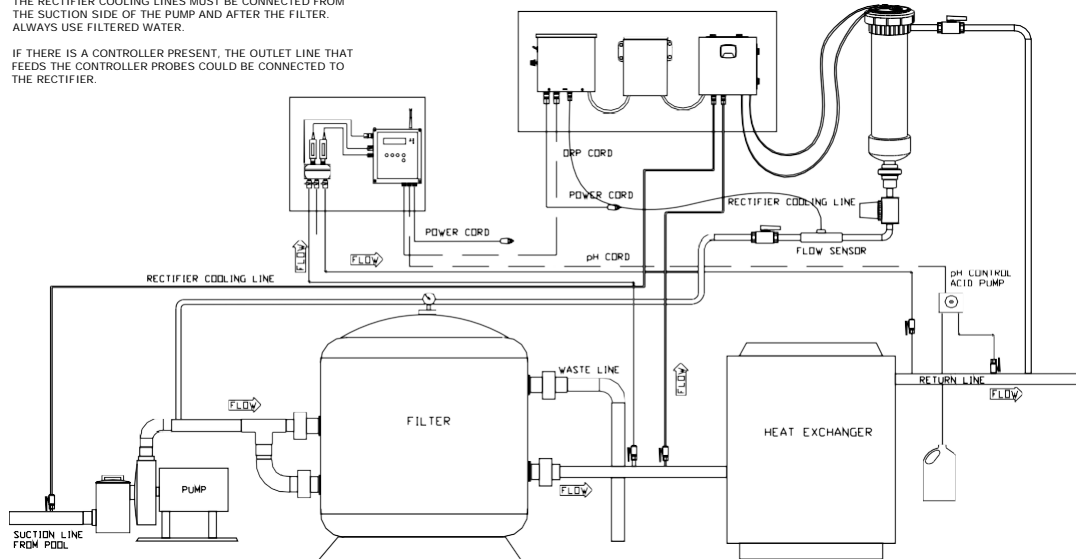 THE RECTIFIER COOLING LINES MUST BE CONNECTED FROM
THE SUCTION SIDE OF THE PUMP AND AFTER THE FILTER.
ALWAYS USE FILTERED WATER.
IF THERE IS A CONTROLLER PRESENT, THE OUTLET LINE THAT
FEEDS THE CONTROLLER PROBES COULD BE CONNECTED TO
THE RECTIFIER.
ORP CORD
POWER CORD
RECTIFIER COOLING LINE
POWER CORD
FLOW
FLOW
FLOW SENSOR
pH CORD
RECTIFIER COOLING LINE
pH CONTROL
ACID PUMP
WASTE LINE
FLOW
RETURN LINE
FLOW
FLOW
FILTER
HEAT EXCHANGER
PUMP
FLOW
SUCTION LINE
FROM POOL